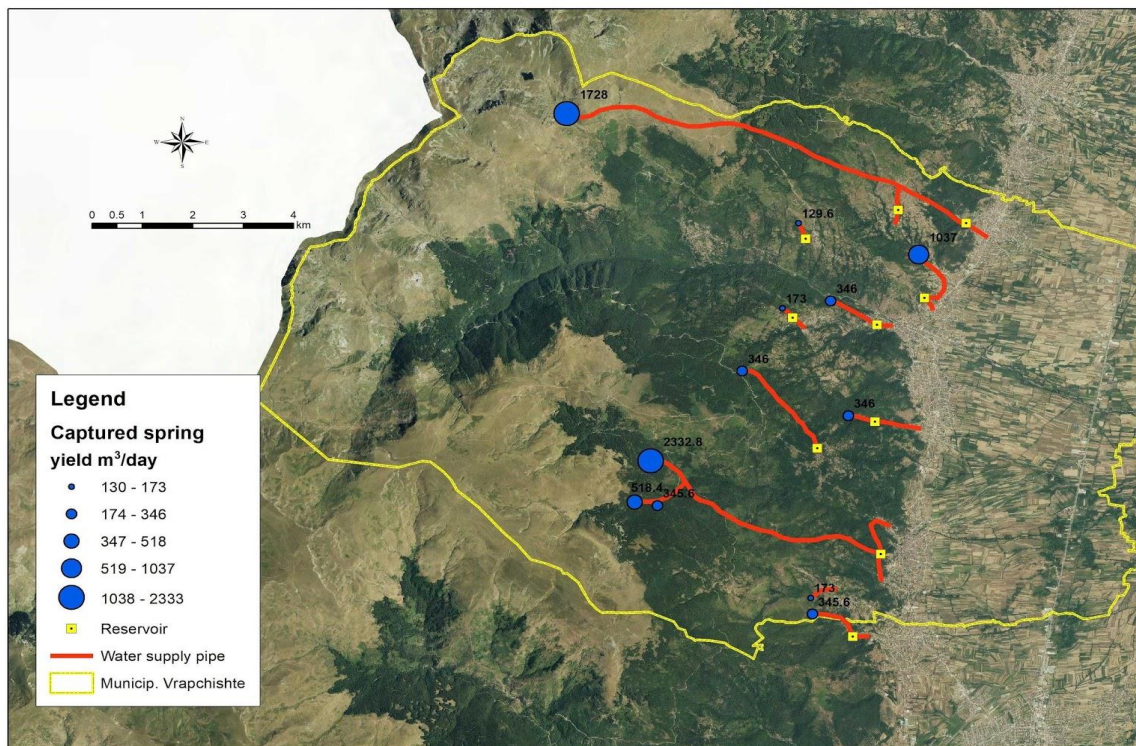 1728
N
W E
S
0 0.5 1 2 3 4
km
129.6
1037
346
173
346
346
2332.8
518.4
345.6
173
345.6
Legend
Captured spring
yield m³/day
130 - 173
174 - 346
347 - 518
519 - 1037
1038 - 2333
Reservoir
Water supply pipe
Municip. Vrapchishte